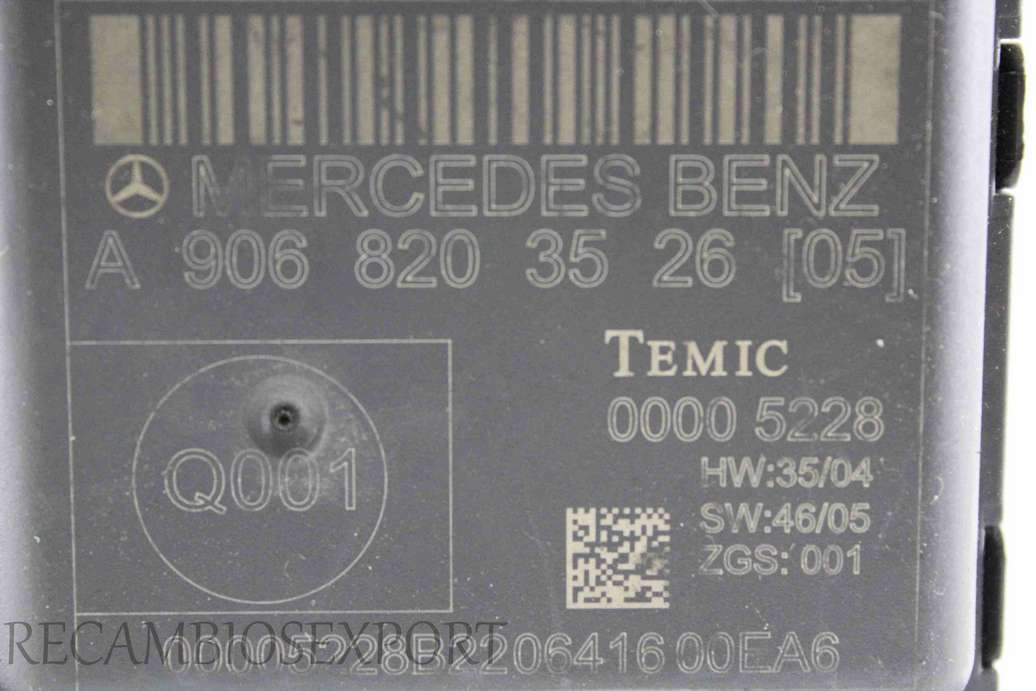 MERCEDES BENZ
A 906 820 35 26 [05]
TEMIC
0000 5228
HW:35/04
SW:46/05
ZGS: 001
Q001
00005228B220641600EA6
RECAMBIOSEXPORT